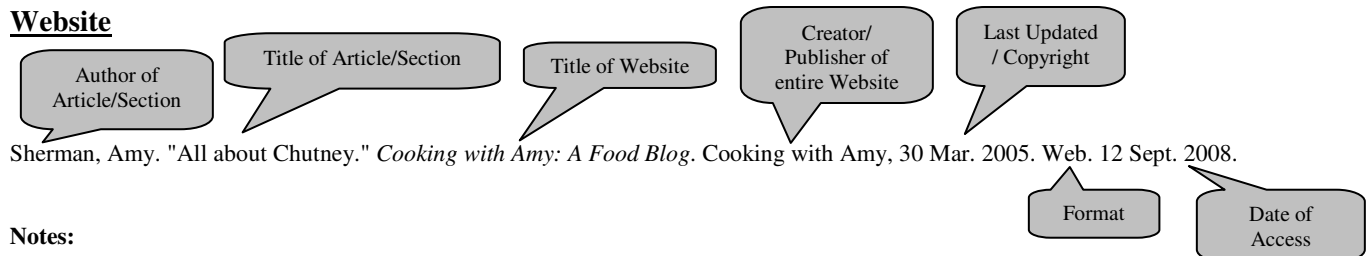 Website
Author of
Article/Section
Title of Article/Section
Title of Website
Creator/
Publisher of
entire Website
Last Updated
/ Copyright
Sherman, Amy. "All about Chutney." Cooking with Amy: A Food Blog. Cooking with Amy, 30 Mar. 2005. Web. 12 Sept. 2008.
Format
Date of
Access
Notes: